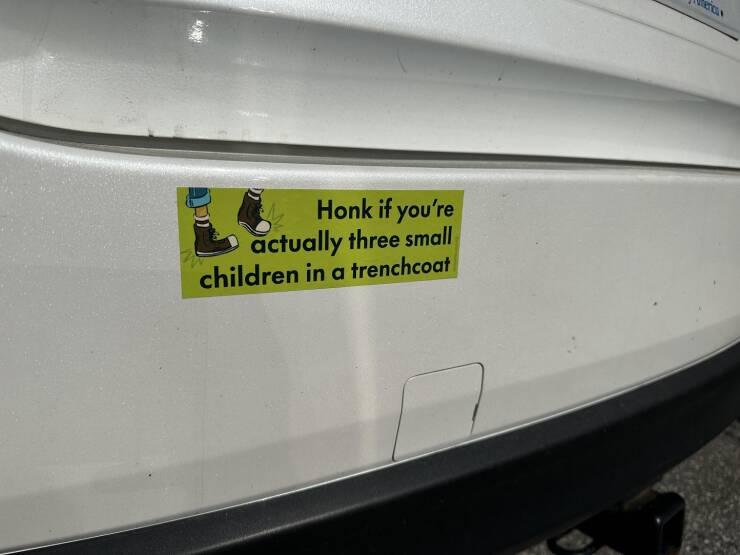 Honk if you're
actually three small
children in a trenchcoat